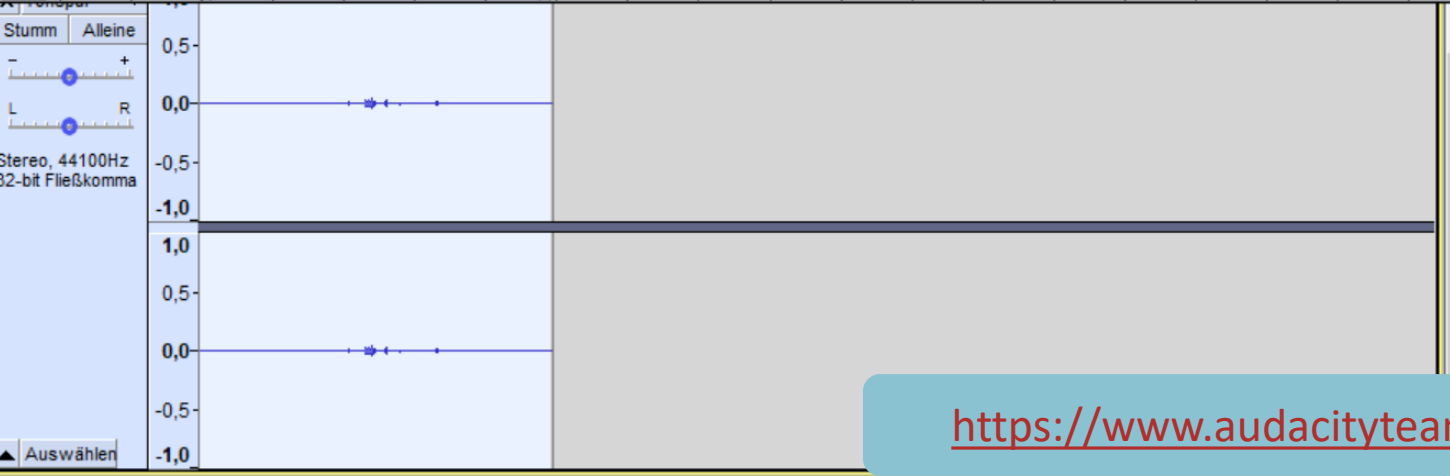 Stumm Alleine
- +
L R
Stereo, 44100Hz
32-bit Fließkomma
Auswählen
0,5
0,0
-0,5
-1,0
1,0
0,5
0,0
-0,5
-1,0
https://www.audacitytea